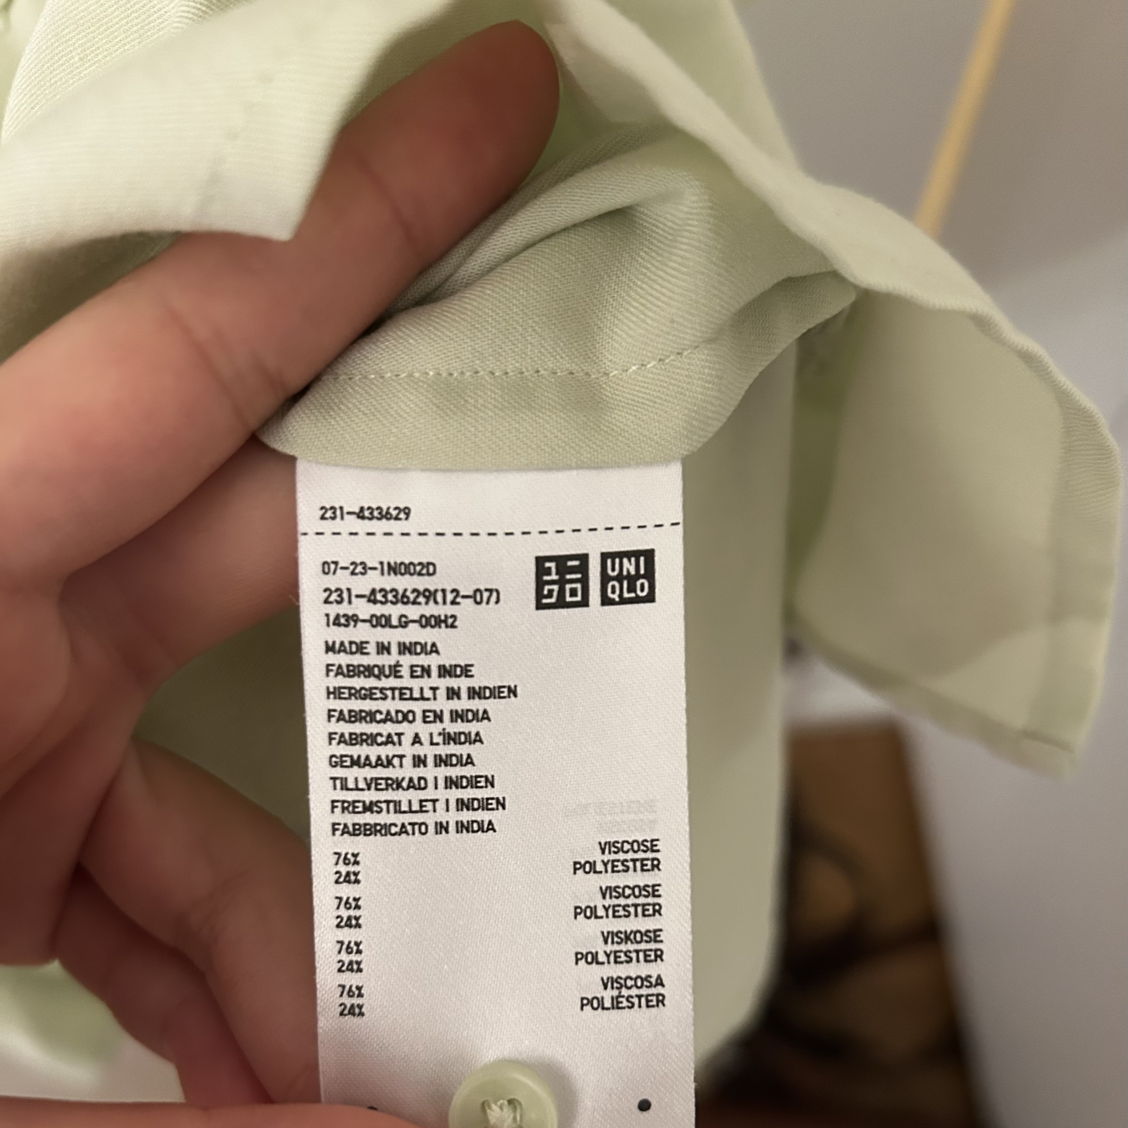 231-433629
07-23-1N002D
231-433629(12-07)
1439-00LG-00H2
ユニ
クロ
UNI
QLO
MADE IN INDIA
FABRIQUÉ EN INDE
HERGESTELLT IN INDIEN
FABRICADO EN INDIA
FABRICAT A L'ÍNDIA
GEMAAKT IN INDIA
TILLVERKAD I INDIEN
FREMSTILLET I INDIEN
FABBRICATO IN INDIA
76% VISCOSE
24% POLYESTER
76% VISCOSE
24% POLYESTER
76% VISKOSE
24% POLYESTER
76% VISCOSA
24% POLIÉSTER